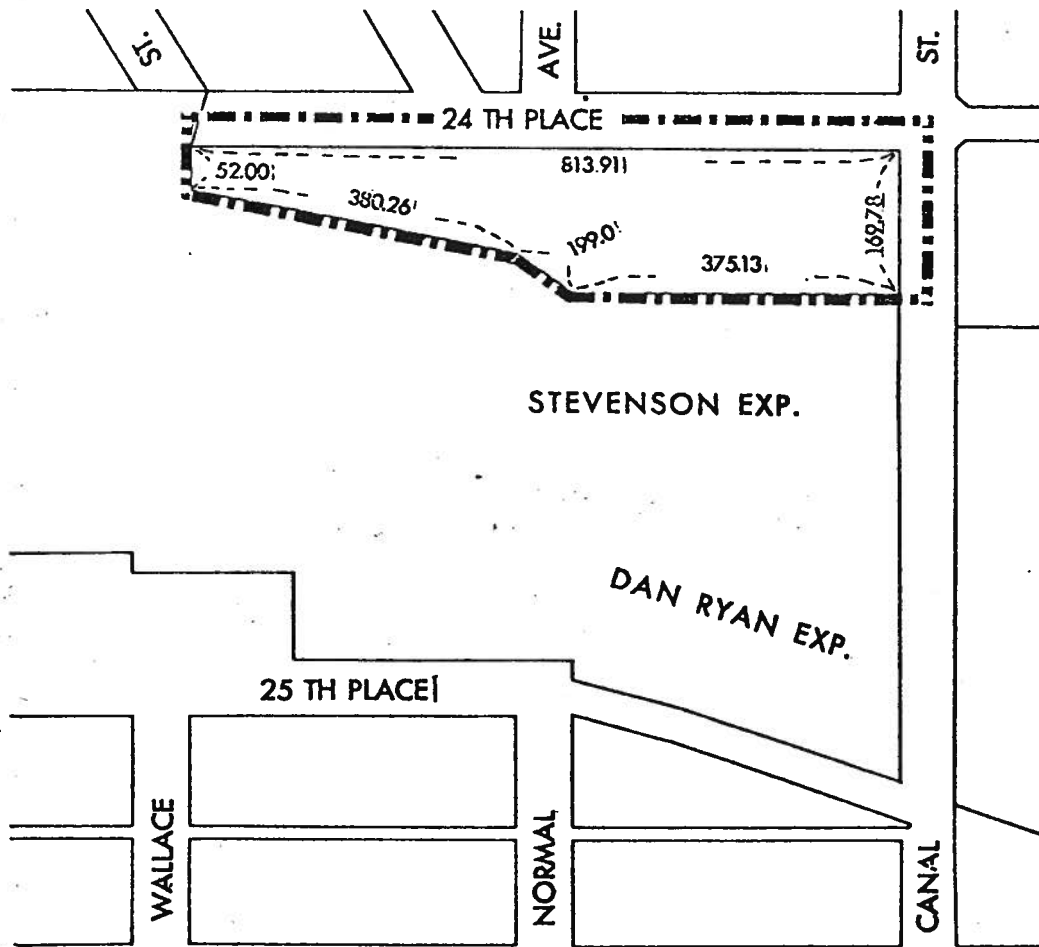 ST.
AVE.
ST.
24 TH PLACE
813.91'
52.00'
380.26'
199.0'
169.78
375.13'
STEVENSON EXP.
DAN RYAN EXP.
25 TH PLACE
WALLACE
NORMAL
CANAL